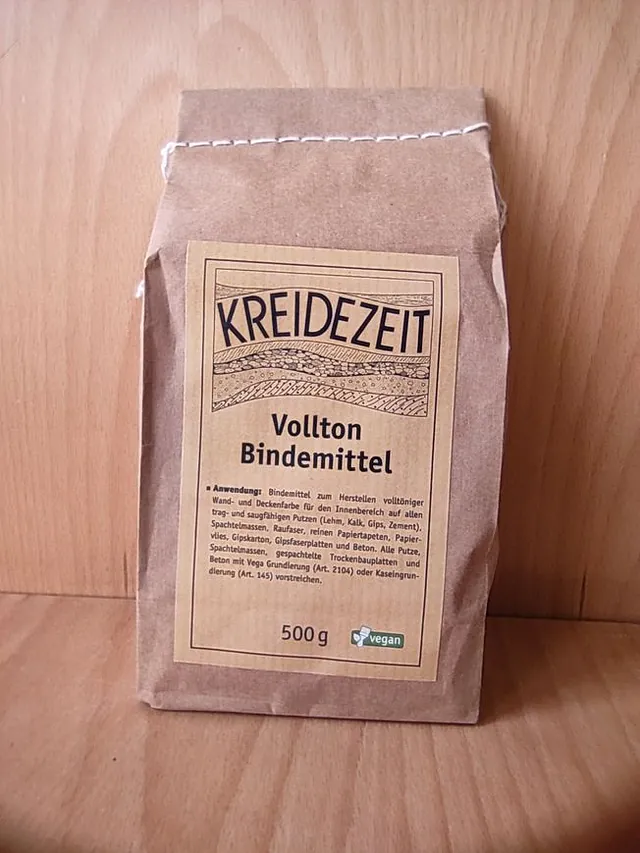 KREIDEZEIT
Vollton
Bindemittel
▪ Anwendung: Bindemittel zum Herstellen volltöniger
Wand- und Deckenfarbe für den Innenbereich auf allen
trag- und saugfähigen Putzen (Lehm, Kalk, Gips, Zement),
Spachtelmassen, Raufaser, reinen Papiertapeten, Papier-
vlies, Gipskarton, Gipsfaserplatten und Beton. Alle Putze,
Spachtelmassen, gespachtelte Trockenbauplatten und
Beton mit Vega Grundierung (Art. 2104) oder Kaseingrun-
dierung (Art. 145) vorstreichen.
500 g
vegan